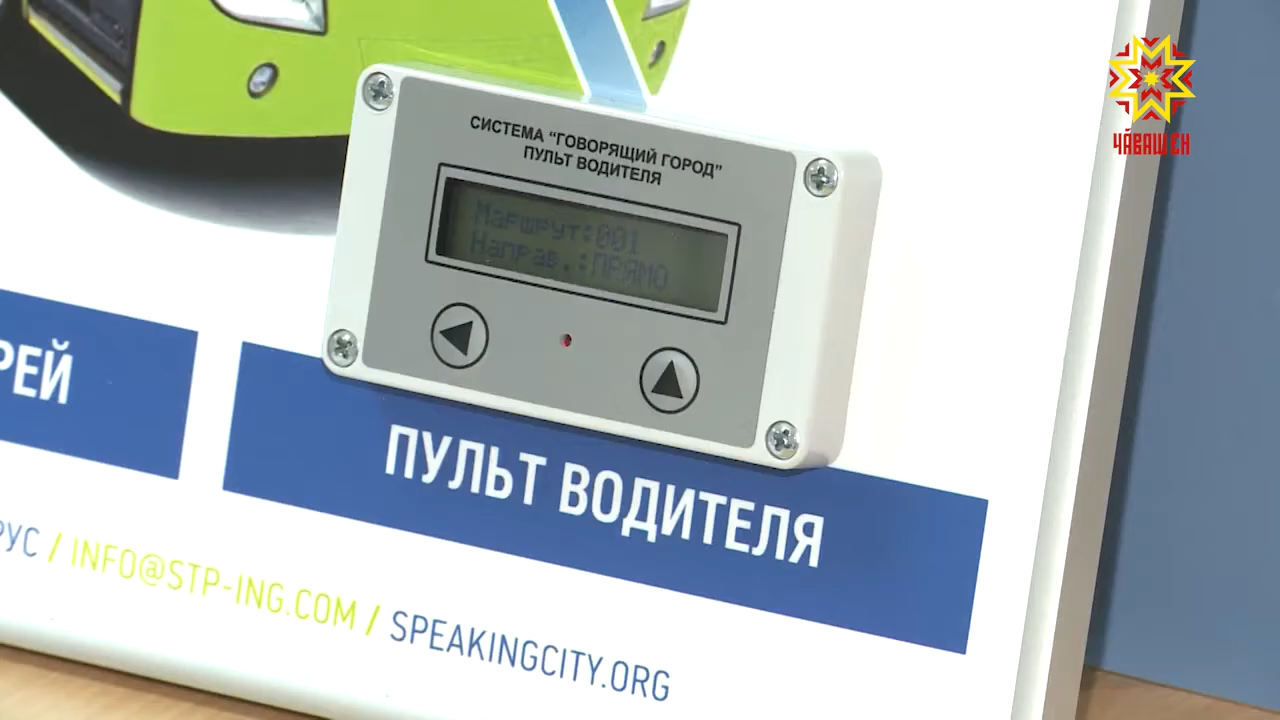 ЧӐВАШ ЕН
СИСТЕМА "ГОВОРЯЩИЙ ГОРОД"
ПУЛЬТ ВОДИТЕЛЯ
Маршрут:001
Направ.:ПРЯМО
РЕЙ
ПУЛЬТ ВОДИТЕЛЯ
РУС / INFO@STP-ING.COM / SPEAKINGCITY.ORG